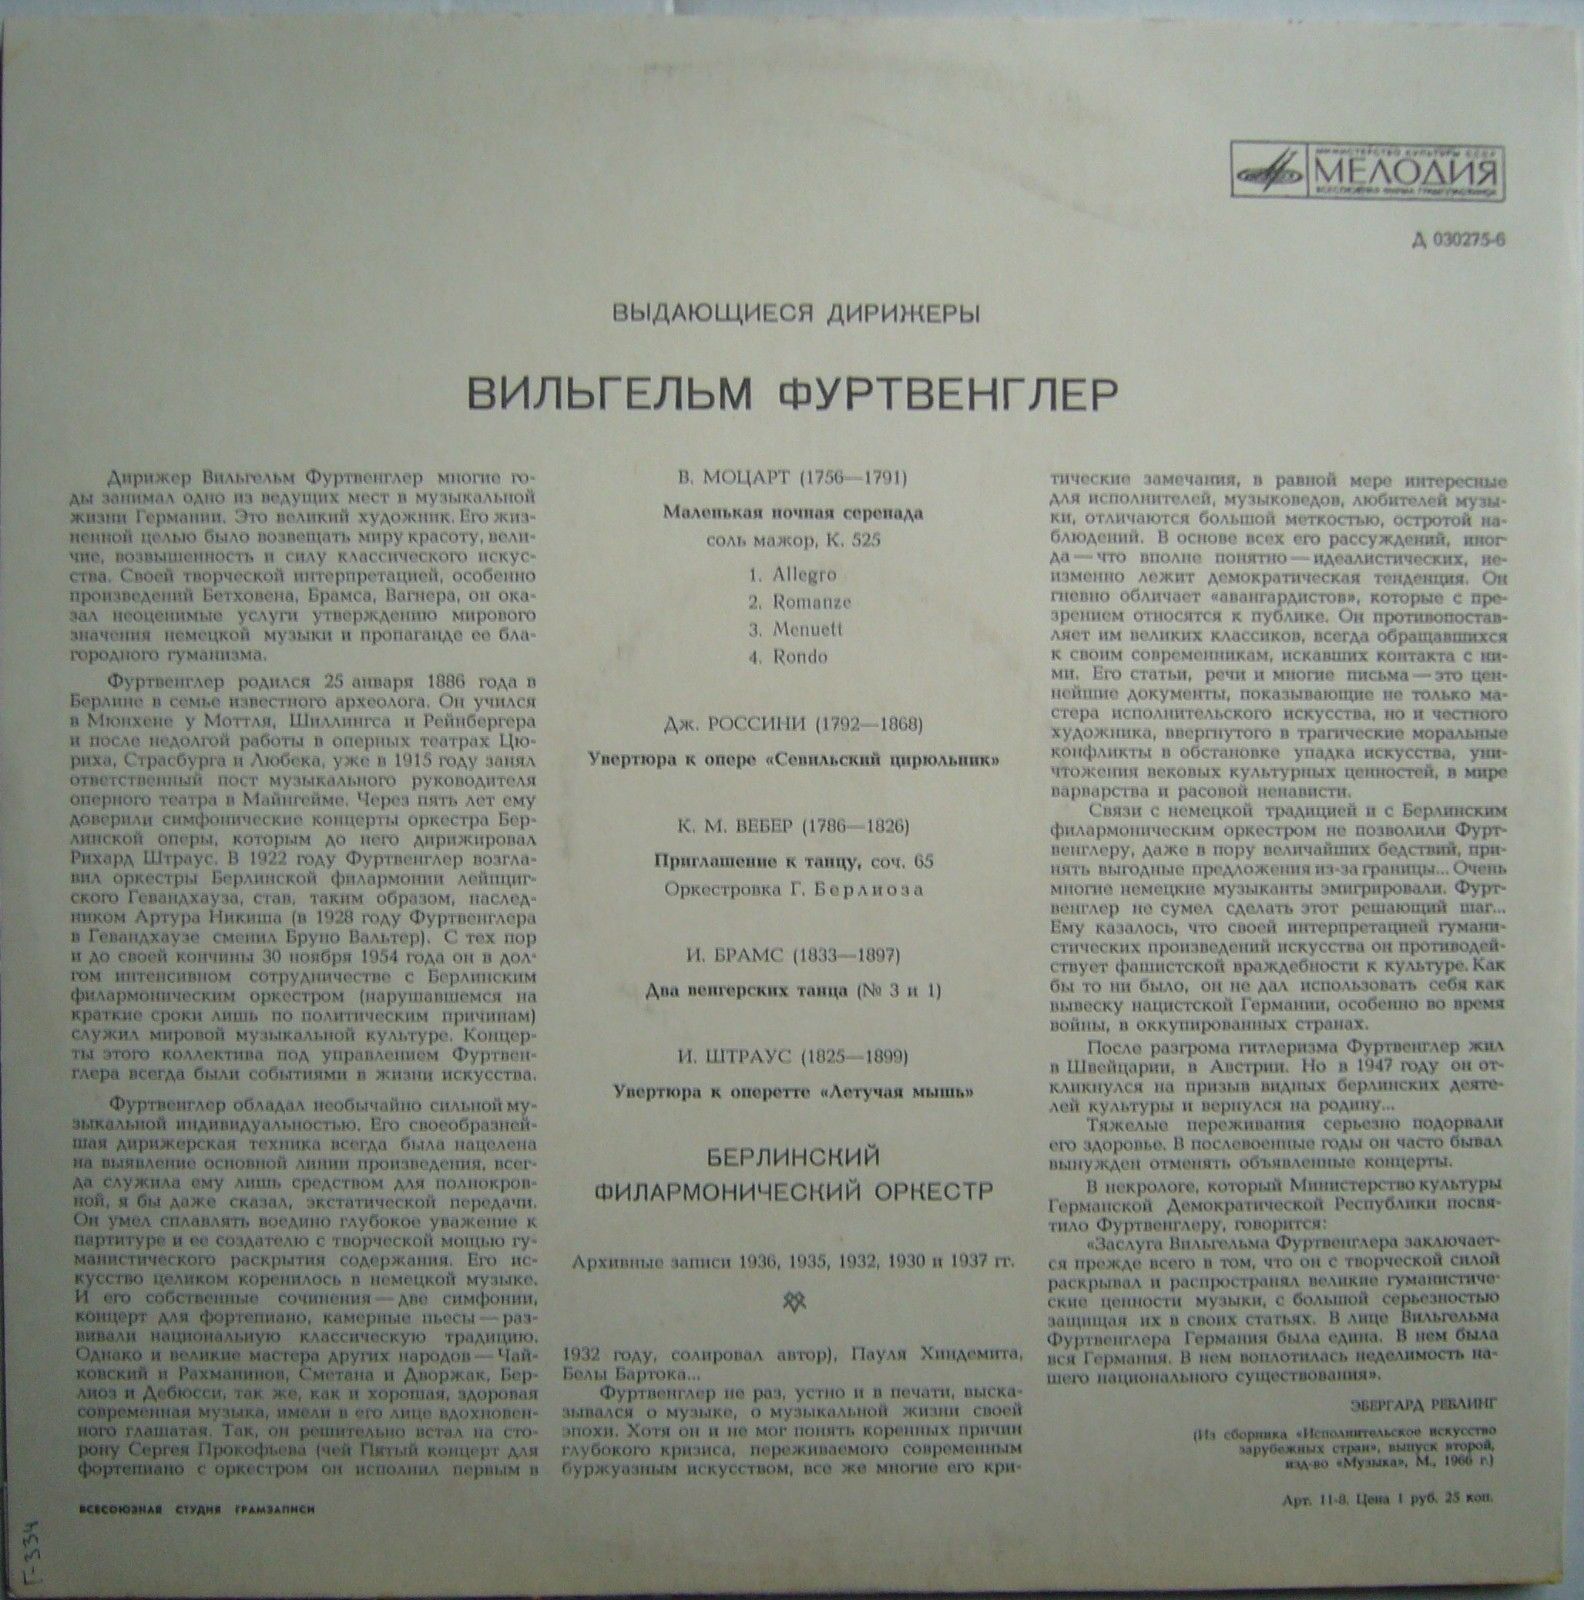 МИНИСТЕРСТВО КУЛЬТУРЫ СССР
МЕЛОДИЯ
ВСЕСОЮЗНАЯ ФИРМА ГРАМПЛАСТИНОК
Д 030275-6
ВЫДАЮЩИЕСЯ ДИРИЖЕРЫ
ВИЛЬГЕЛЬМ ФУРТВЕНГЛЕР
Дирижер Вильгельм Фуртвенглер многие го-
ды занимал одно из ведущих мест в музыкальной
жизни Германии. Это великий художник. Его жиз-
ненной целью было возвещать миру красоту, вели-
чие, возвышенность и силу классического искус-
ства. Своей творческой интерпретацией, особенно
произведений Бетховена, Брамса, Вагнера, он ока-
зал неоценимые услуги утверждению мирового
значения немецкой музыки и пропаганде ее бла-
городного гуманизма.
Фуртвенглер родился 25 января 1886 года в
Берлине в семье известного археолога. Он учился
в Мюнхене у Моттля, Шиллингса и Рейнбергера
и после недолгой работы в оперных театрах Цю-
риха, Страсбурга и Любека, уже в 1915 году занял
ответственный пост музыкального руководителя
оперного театра в Майнгейме. Через пять лет ему
доверили симфонические концерты оркестра Бер-
линской оперы, которым до него дирижировал
Рихард Штраус. В 1922 году Фуртвенглер возгла-
вил оркестры Берлинской филармонии лейпциг-
ского Гевандхауза, став, таким образом, наслед-
ником Артура Никиша (в 1928 году Фуртвенглера
в Гевандхаузе сменил Бруно Вальтер). С тех пор
и до своей кончины 30 ноября 1954 года он в дол-
гом интенсивном сотрудничестве с Берлинским
филармоническим оркестром (нарушавшемся на
краткие сроки лишь по политическим причинам)
служил мировой музыкальной культуре. Концер-
ты этого коллектива под управлением Фуртвен-
глера всегда были событиями в жизни искусства.
Фуртвенглер обладал необычайно сильной му-
зыкальной индивидуальностью. Его своеобразней-
шая дирижерская техника всегда была нацелена
на выявление основной линии произведения, всег-
да служила ему лишь средством для полнокров-
ной, я бы даже сказал, экстатической передачи.
Он умел сплавлять воедино глубокое уважение к
партитуре и ее создателю с творческой мощью гу-
манистического раскрытия содержания. Его ис-
кусство целиком коренилось в немецкой музыке.
И его собственные сочинения — две симфонии,
концерт для фортепиано, камерные пьесы — раз-
вивали национальную классическую традицию.
Однако и великие мастера других народов — Чай-
ковский и Рахманинов, Сметана и Дворжак, Бер-
лиоз и Дебюсси, так же, как и хорошая, здоровая
современная музыка, имели в его лице вдохновен-
ного глашатая. Так, он решительно встал на сто-
рону Сергея Прокофьева (чей Пятый концерт для
фортепиано с оркестром он исполнил первым в
ВСЕСОЮЗНАЯ СТУДИЯ ГРАМЗАПИСИ
Г-334
В. МОЦАРТ (1756—1791)
Маленькая ночная серенада
соль мажор, К. 525
1. Allegro
2. Romanze
3. Menuett
4. Rondo
Дж. РОССИНИ (1792—1868)
Увертюра к опере «Севильский цирюльник»
К. М. ВЕБЕР (1786—1826)
Приглашение к танцу, соч. 65
Оркестровка Г. Берлиоза
И. БРАМС (1833—1897)
Два венгерских танца (№ 3 и 1)
И. ШТРАУС (1825—1899)
Увертюра к оперетте «Летучая мышь»
БЕРЛИНСКИЙ
ФИЛАРМОНИЧЕСКИЙ ОРКЕСТР
Архивные записи 1936, 1935, 1932, 1930 и 1937 гг.
1932 году, солировал автор), Пауля Хиндемита,
Белы Бартока...
Фуртвенглер не раз, устно и в печати, выска-
зывался о музыке, о музыкальной жизни своей
эпохи. Хотя он и не мог понять коренных причин
глубокого кризиса, переживаемого современным
буржуазным искусством, все же многие его кри-
тические замечания, в равной мере интересные
для исполнителей, музыковедов, любителей музы-
ки, отличаются большой меткостью, остротой на-
блюдений. В основе всех его рассуждений, иног-
да — что вполне понятно — идеалистических, не-
изменно лежит демократическая тенденция. Он
гневно обличает «авангардистов», которые с пре-
зрением относятся к публике. Он противопостав-
ляет им великих классиков, всегда обращавшихся
к своим современникам, искавших контакта с ни-
ми. Его статьи, речи и многие письма — это цен-
нейшие документы, показывающие не только ма-
стера исполнительского искусства, но и честного
художника, ввергнутого в трагические моральные
конфликты в обстановке упадка искусства, уни-
чтожения вековых культурных ценностей, в мире
варварства и расовой ненависти.
Связи с немецкой традицией и с Берлинским
филармоническим оркестром не позволили Фурт-
венглеру, даже в пору величайших бедствий, при-
нять выгодные предложения из-за границы... Очень
многие немецкие музыканты эмигрировали. Фурт-
венглер не сумел сделать этот решающий шаг...
Ему казалось, что своей интерпретацией гумани-
стических произведений искусства он противодей-
ствует фашистской враждебности к культуре. Как
бы то ни было, он не дал использовать себя как
вывеску нацистской Германии, особенно во время
войны, в оккупированных странах.
После разгрома гитлеризма Фуртвенглер жил
в Швейцарии, в Австрии. Но в 1947 году он от-
кликнулся на призыв видных берлинских деяте-
лей культуры и вернулся на родину...
Тяжелые переживания серьезно подорвали
его здоровье. В послевоенные годы он часто бывал
вынужден отменять объявленные концерты.
В некрологе, который Министерство культуры
Германской Демократической Республики посвя-
тило Фуртвенглеру, говорится:
«Заслуга Вильгельма Фуртвенглера заключает-
ся прежде всего в том, что он с творческой силой
раскрывал и распространял великие гуманистиче-
ские ценности музыки, с большой серьезностью
защищая их в своих статьях. В лице Вильгельма
Фуртвенглера Германия была едина. В нем была
вся Германия. В нем воплотилась неделимость на-
шего национального существования».
ЭБЕРГАРД РЕБЛИНГ
(Из сборника «Исполнительское искусство
зарубежных стран», выпуск второй,
изд-во «Музыка», М., 1966 г.)
Арт. 11-8. Цена 1 руб. 25 коп.